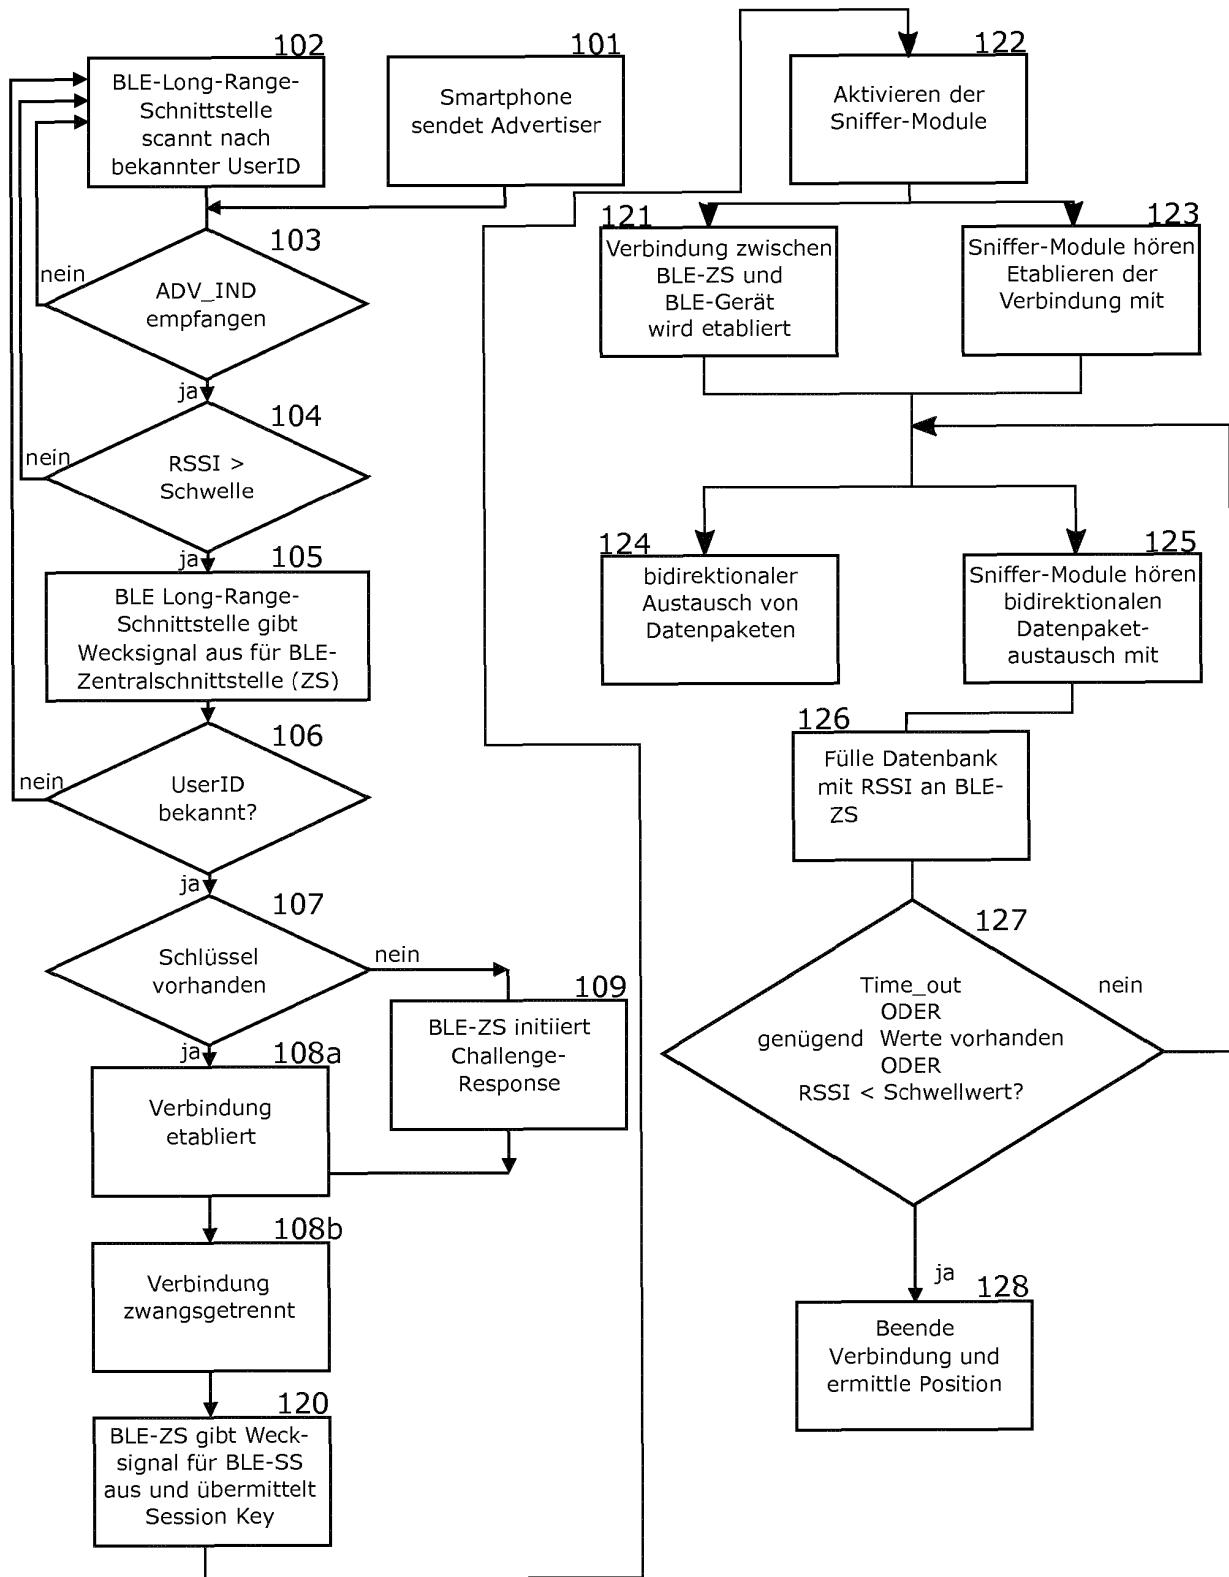 102
BLE-Long-Range-
Schnittstelle
scannt nach
bekannter UserID
101
Smartphone
sendet Advertiser
103
nein
ADV_IND
empfangen
ja
104
nein
RSSI >
Schwelle
ja
105
BLE Long-Range-
Schnittstelle gibt
Wecksignal aus für BLE-
Zentralschnittstelle (ZS)
106
nein
UserID
bekannt?
ja
107
Schlüssel
vorhanden
nein
ja
109
BLE-ZS initiiert
Challenge-
Response
108a
Verbindung
etabliert
108b
Verbindung
zwangsgetrennt
120
BLE-ZS gibt Weck-
signal für BLE-SS
aus und übermittelt
Session Key
122
Aktivieren der
Sniffer-Module
121
Verbindung zwischen
BLE-ZS und
BLE-Gerät
wird etabliert
123
Sniffer-Module hören
Etablieren der
Verbindung mit
124
bidirektionaler
Austausch von
Datenpaketen
125
Sniffer-Module hören
bidirektionalen
Datenpaket-
austausch mit
126
Fülle Datenbank
mit RSSI an BLE-
ZS
127
Time_out
ODER
genügend Werte vorhanden
ODER
RSSI < Schwellwert?
nein
ja
128
Beende
Verbindung und
ermittle Position